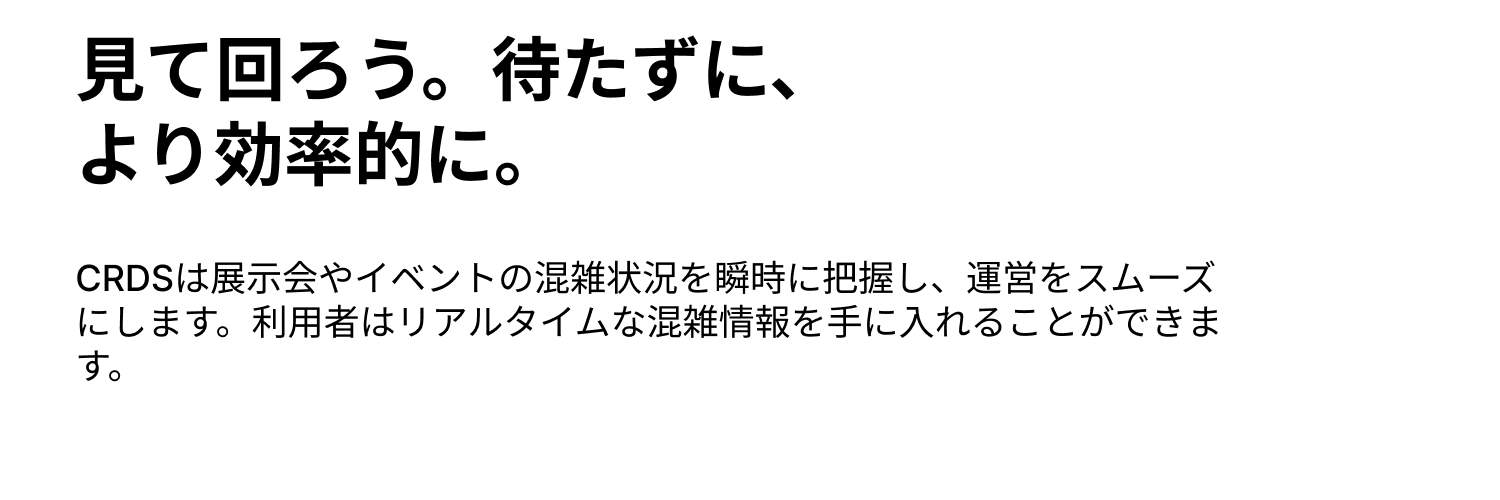 見て回ろう。待たずに、
より効率的に。
CRDSは展示会やイベントの混雑状況を瞬時に把握し、運営をスムーズ
にします。利用者はリアルタイムな混雑情報を手に入れることができま
す。